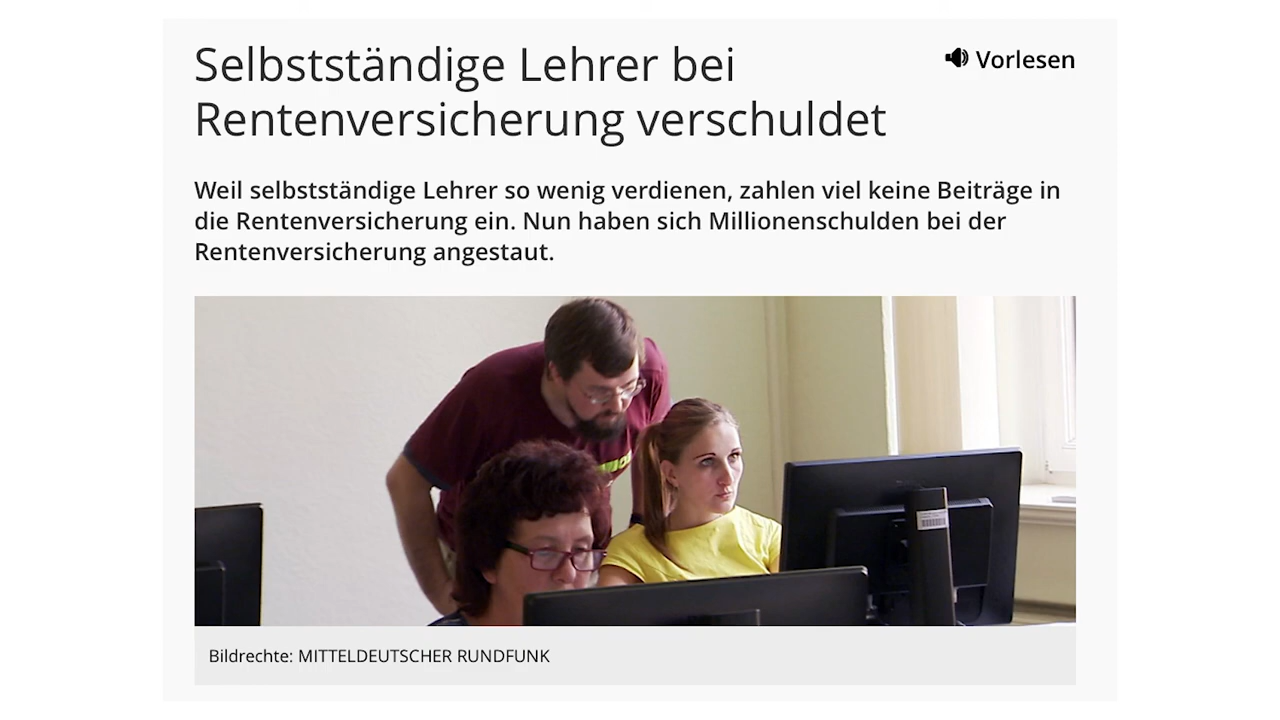 Selbstständige Lehrer bei
Vorlesen
Rentenversicherung verschuldet
Weil selbstständige Lehrer so wenig verdienen, zahlen viel keine Beiträge in
die Rentenversicherung ein. Nun haben sich Millionenschulden bei der
Rentenversicherung angestaut.
Bildrechte: MITTELDEUTSCHER RUNDFUNK